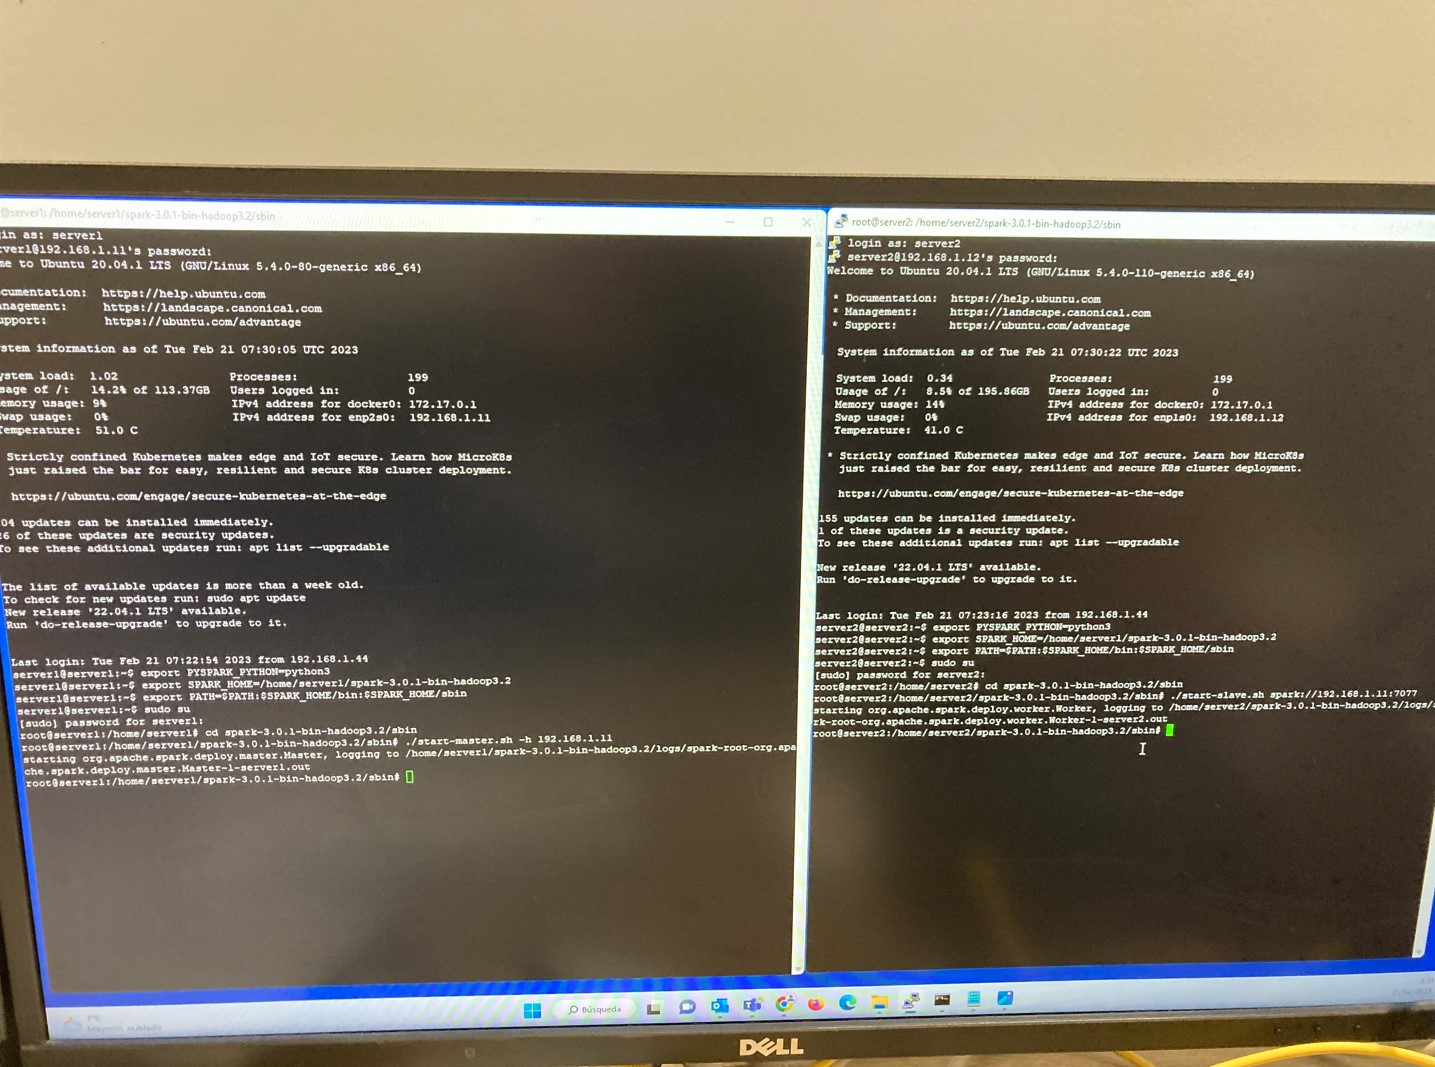 @server1: /home/server1/spark-3.0.1-bin-hadoop3.2/sbin
gin as: server1
rver1@192.168.1.11's password:
me to Ubuntu 20.04.1 LTS (GNU/Linux 5.4.0-80-generic x86_64)
cumentation: https://help.ubuntu.com
nagement: https://landscape.canonical.com
upport: https://ubuntu.com/advantage
stem information as of Tue Feb 21 07:30:05 UTC 2023
ystem load: 1.02 Processes: 199
sage of /: 14.2% of 113.37GB Users logged in: 0
emory usage: 9% IPv4 address for docker0: 172.17.0.1
Swap usage: 0% IPv4 address for enp2s0: 192.168.1.11
Temperature: 51.0 C
Strictly confined Kubernetes makes edge and IoT secure. Learn how MicroK8s
just raised the bar for easy, resilient and secure K8s cluster deployment.
https://ubuntu.com/engage/secure-kubernetes-at-the-edge
04 updates can be installed immediately.
6 of these updates are security updates.
To see these additional updates run: apt list --upgradable
The list of available updates is more than a week old.
To check for new updates run: sudo apt update
New release '22.04.1 LTS' available.
Run 'do-release-upgrade' to upgrade to it.
Last login: Tue Feb 21 07:22:54 2023 from 192.168.1.44
server1@server1:~$ export PYSPARK_PYTHON=python3
server1@server1:~$ export SPARK_HOME=/home/server1/spark-3.0.1-bin-hadoop3.2
server1@server1:~$ export PATH=$PATH:$SPARK_HOME/bin:$SPARK_HOME/sbin
server1@server1:~$ sudo su
[sudo] password for server1:
root@server1:/home/server1# cd spark-3.0.1-bin-hadoop3.2/sbin
root@server1:/home/server1/spark-3.0.1-bin-hadoop3.2/sbin# ./start-master.sh -h 192.168.1.11
starting org.apache.spark.deploy.master.Master, logging to /home/server1/spark-3.0.1-bin-hadoop3.2/logs/spark-root-org.apa
che.spark.deploy.master.Master-1-server1.out
root@server1:/home/server1/spark-3.0.1-bin-hadoop3.2/sbin#
root@server2: /home/server2/spark-3.0.1-bin-hadoop3.2/sbin
login as: server2
server2@192.168.1.12's password:
Welcome to Ubuntu 20.04.1 LTS (GNU/Linux 5.4.0-110-generic x86_64)
* Documentation: https://help.ubuntu.com
* Management: https://landscape.canonical.com
* Support: https://ubuntu.com/advantage
System information as of Tue Feb 21 07:30:22 UTC 2023
System load: 0.34 Processes: 199
Usage of /: 8.5% of 195.86GB Users logged in: 0
Memory usage: 14% IPv4 address for docker0: 172.17.0.1
Swap usage: 0% IPv4 address for enp1s0: 192.168.1.12
Temperature: 41.0 C
* Strictly confined Kubernetes makes edge and IoT secure. Learn how MicroK8s
just raised the bar for easy, resilient and secure K8s cluster deployment.
https://ubuntu.com/engage/secure-kubernetes-at-the-edge
155 updates can be installed immediately.
1 of these updates is a security update.
To see these additional updates run: apt list --upgradable
New release '22.04.1 LTS' available.
Run 'do-release-upgrade' to upgrade to it.
Last login: Tue Feb 21 07:23:16 2023 from 192.168.1.44
server2@server2:~$ export PYSPARK_PYTHON=python3
server2@server2:~$ export SPARK_HOME=/home/server1/spark-3.0.1-bin-hadoop3.2
server2@server2:~$ export PATH=$PATH:$SPARK_HOME/bin:$SPARK_HOME/sbin
server2@server2:~$ sudo su
[sudo] password for server2:
root@server2:/home/server2# cd spark-3.0.1-bin-hadoop3.2/sbin
root@server2:/home/server2/spark-3.0.1-bin-hadoop3.2/sbin# ./start-slave.sh spark://192.168.1.11:7077
starting org.apache.spark.deploy.worker.Worker, logging to /home/server2/spark-3.0.1-bin-hadoop3.2/logs/
rk-root-org.apache.spark.deploy.worker.Worker-1-server2.out
root@server2:/home/server2/spark-3.0.1-bin-hadoop3.2/sbin#
Búsqueda
Mayorm. nublado
DELL